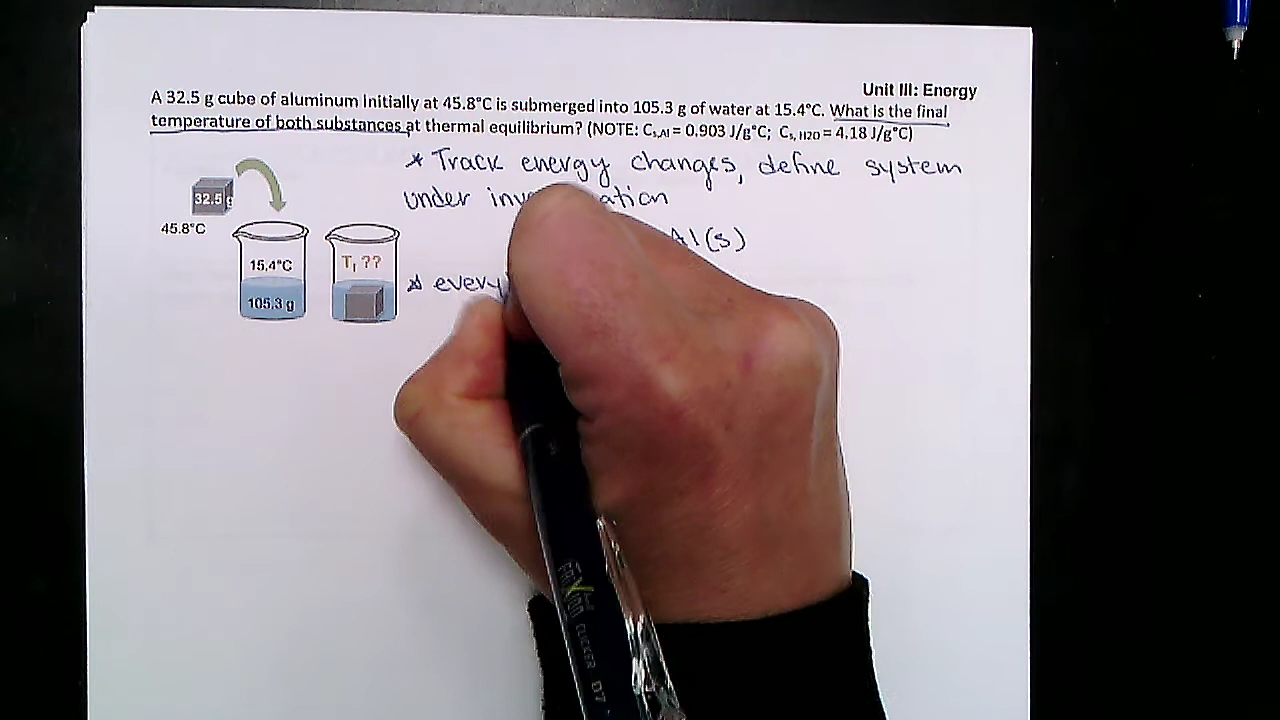 Unit III: Energy
A 32.5 g cube of aluminum initially at 45.8°C is submerged into 105.3 g of water at 15.4°C. What is the final
temperature of both substances at thermal equilibrium? (NOTE: Cs,Al = 0.903 J/g°C; Cs, H2O = 4.18 J/g°C)
* Track energy changes, define system
under
Al(s)
32.5 g
45.8°C
15.4°C
105.3 g
Tf ??
* every
CLICKER 07